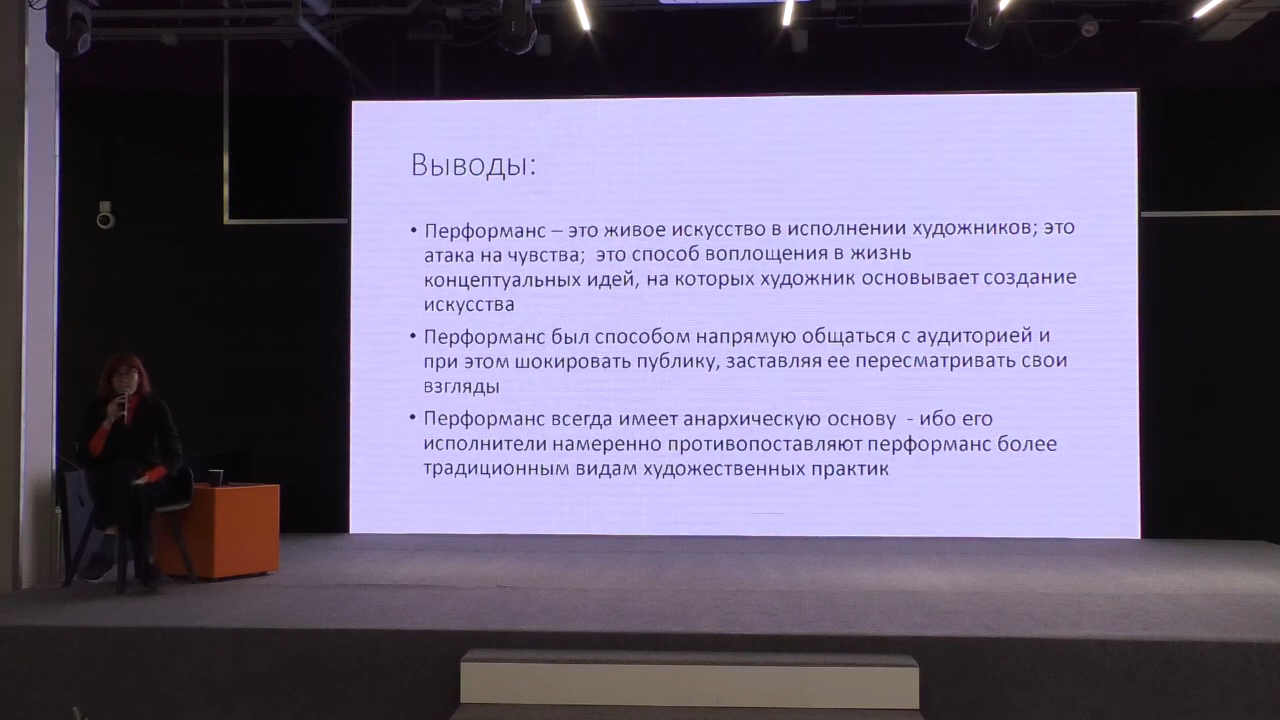 Выводы:
• Перформанс – это живое искусство в исполнении художников; это
атака на чувства;  это способ воплощения в жизнь
концептуальных идей, на которых художник основывает создание
искусства
• Перформанс был способом напрямую общаться с аудиторией и
при этом шокировать публику, заставляя ее пересматривать свои
взгляды
• Перформанс всегда имеет анархическую основу  - ибо его
исполнители намеренно противопоставляют перформанс более
традиционным видам художественных практик